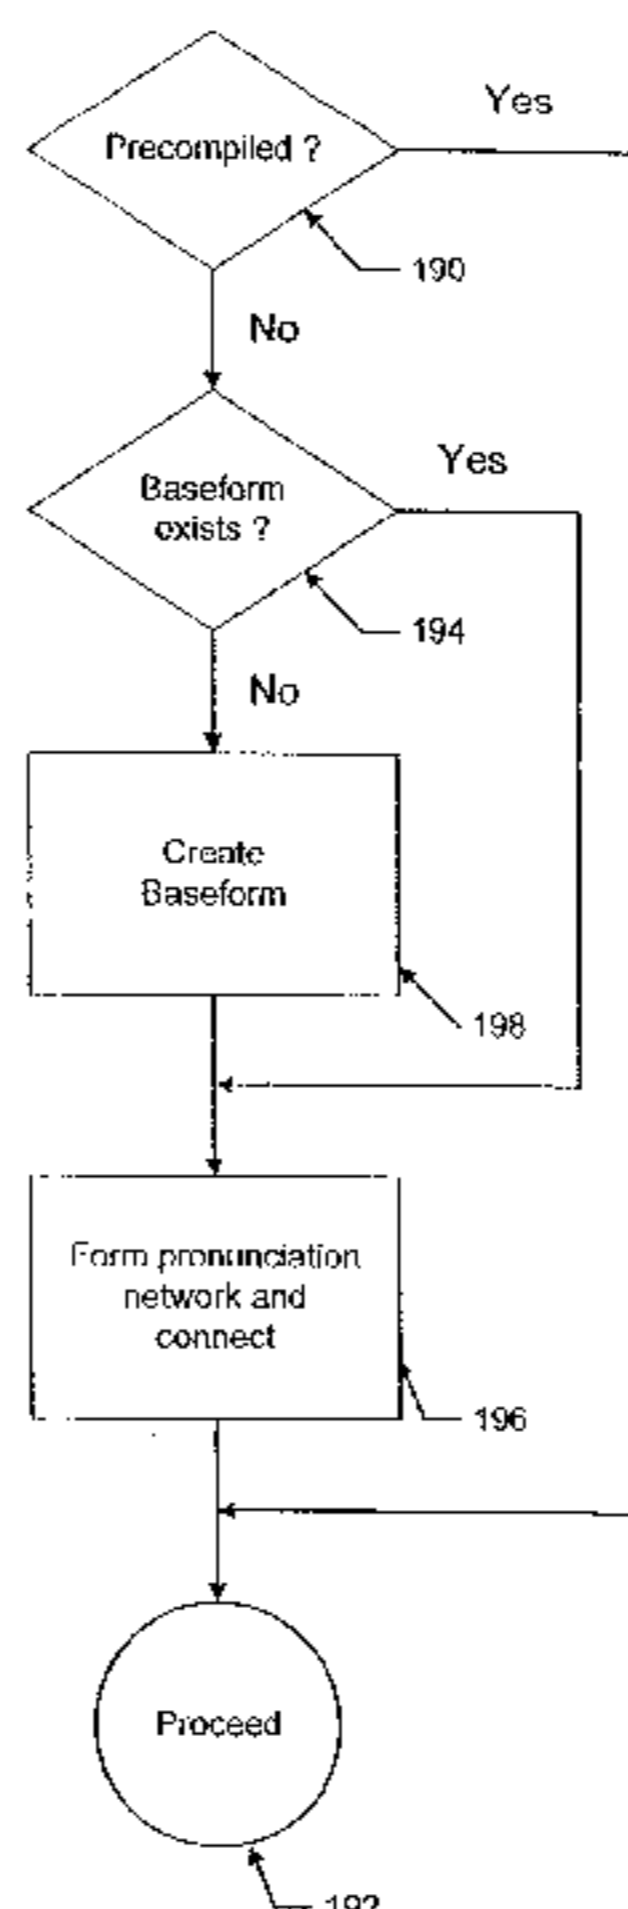 Yes
Precompiled ?
190
No
Yes
Baseform
exists ?
194
No
Create
Baseform
198
Form pronunciation
network and
connect
196
Proceed
192